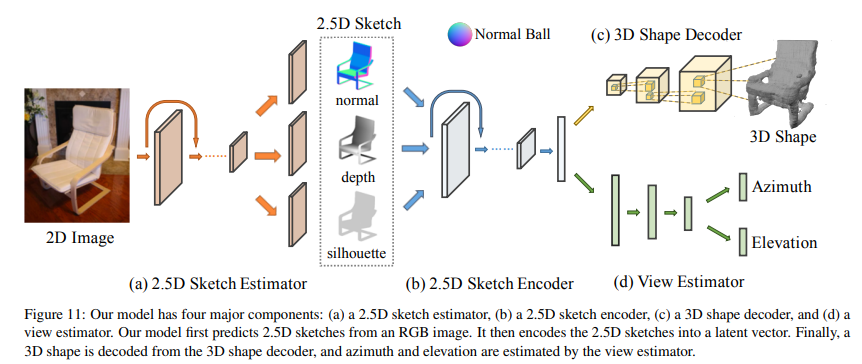 2.5D Sketch
Normal Ball
(c) 3D Shape Decoder
normal
depth
silhouette
3D Shape
2D Image
Azimuth
Elevation
(a) 2.5D Sketch Estimator
(b) 2.5D Sketch Encoder
(d) View Estimator
Figure 11: Our model has four major components: (a) a 2.5D sketch estimator, (b) a 2.5D sketch encoder, (c) a 3D shape decoder, and (d) a
view estimator. Our model first predicts 2.5D sketches from an RGB image. It then encodes the 2.5D sketches into a latent vector. Finally, a
3D shape is decoded from the 3D shape decoder, and azimuth and elevation are estimated by the view estimator.